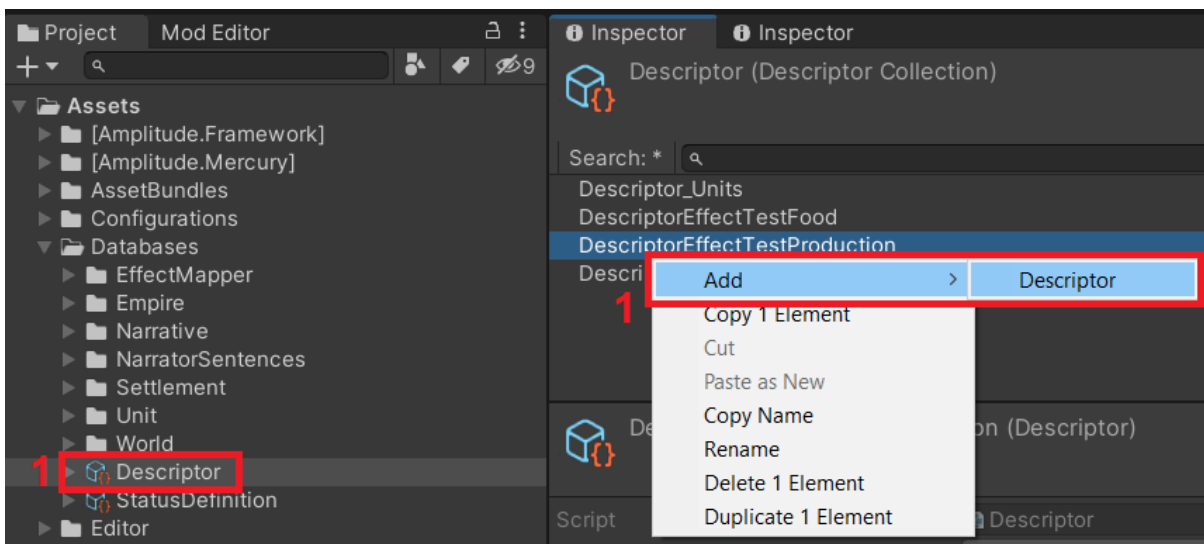 Project
Mod Editor
9
Assets
[Amplitude.Framework]
[Amplitude.Mercury]
AssetBundles
Configurations
Databases
EffectMapper
Empire
Narrative
NarratorSentences
Settlement
Unit
World
1
Descriptor
StatusDefinition
Editor
Inspector
Inspector
Descriptor (Descriptor Collection)
Search: *
Descriptor_Units
DescriptorEffectTestFood
DescriptorEffectTestProduction
Descri
1
Add > Descriptor
Copy 1 Element
Cut
Paste as New
Copy Name
Rename
Delete 1 Element
Duplicate 1 Element
De
on (Descriptor)
Script
Descriptor